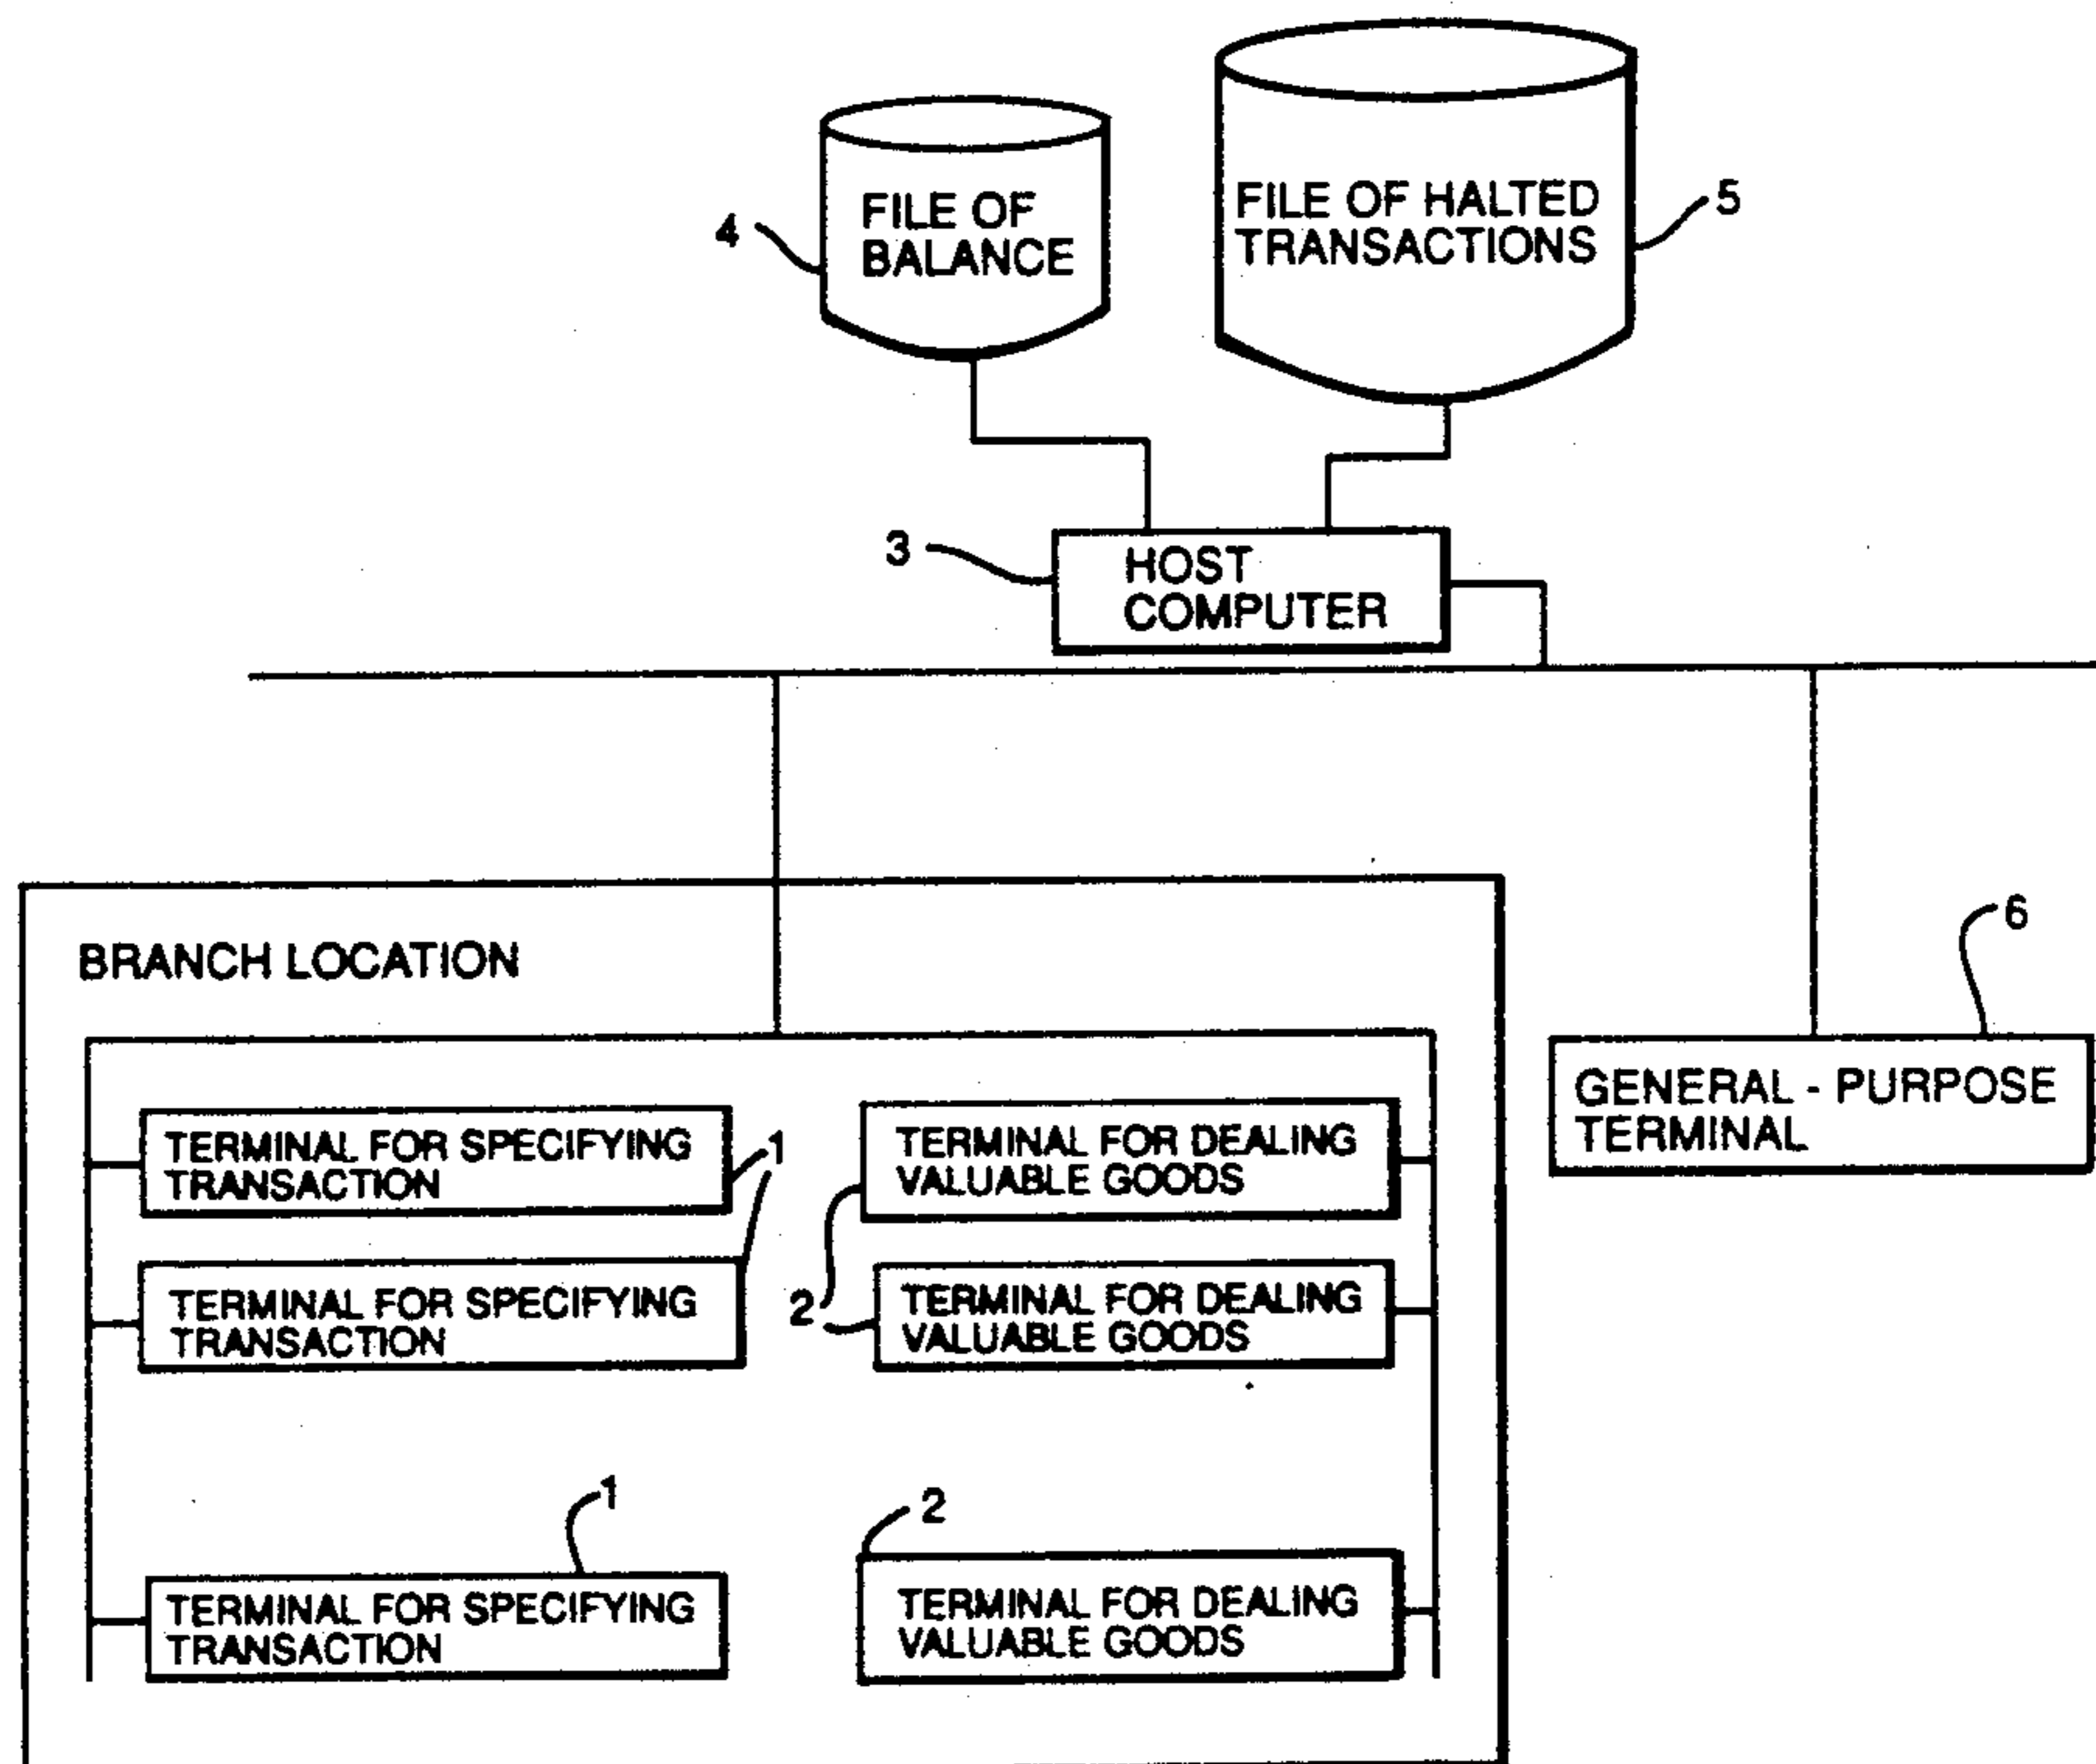 FILE OF
BALANCE
4
FILE OF HALTED
TRANSACTIONS
5
3
HOST
COMPUTER
BRANCH LOCATION
6
GENERAL - PURPOSE
TERMINAL
TERMINAL FOR SPECIFYING
TRANSACTION
1
TERMINAL FOR DEALING
VALUABLE GOODS
TERMINAL FOR SPECIFYING
TRANSACTION
2
TERMINAL FOR DEALING
VALUABLE GOODS
1
TERMINAL FOR SPECIFYING
TRANSACTION
2
TERMINAL FOR DEALING
VALUABLE GOODS